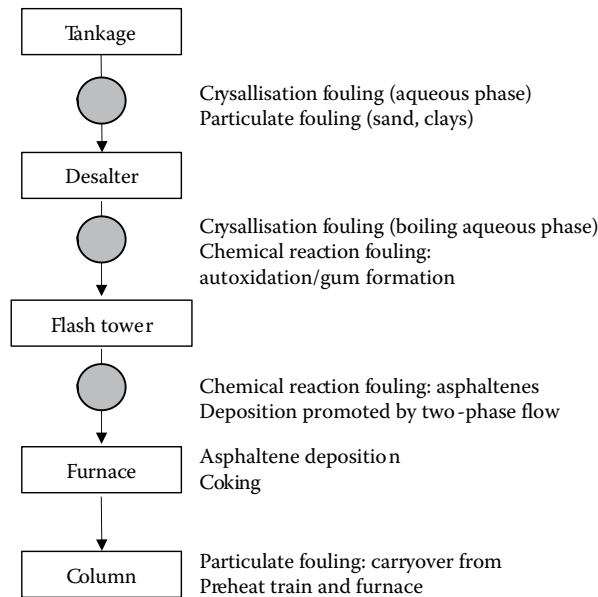 Tankage
Crysallisation fouling (aqueous phase)
Particulate fouling (sand, clays)
Desalter
Crysallisation fouling (boiling aqueous phase)
Chemical reaction fouling:
autoxidation/gum formation
Flash tower
Chemical reaction fouling: asphaltenes
Deposition promoted by two-phase flow
Furnace
Asphaltene deposition
Coking
Column
Particulate fouling: carryover from
Preheat train and furnace